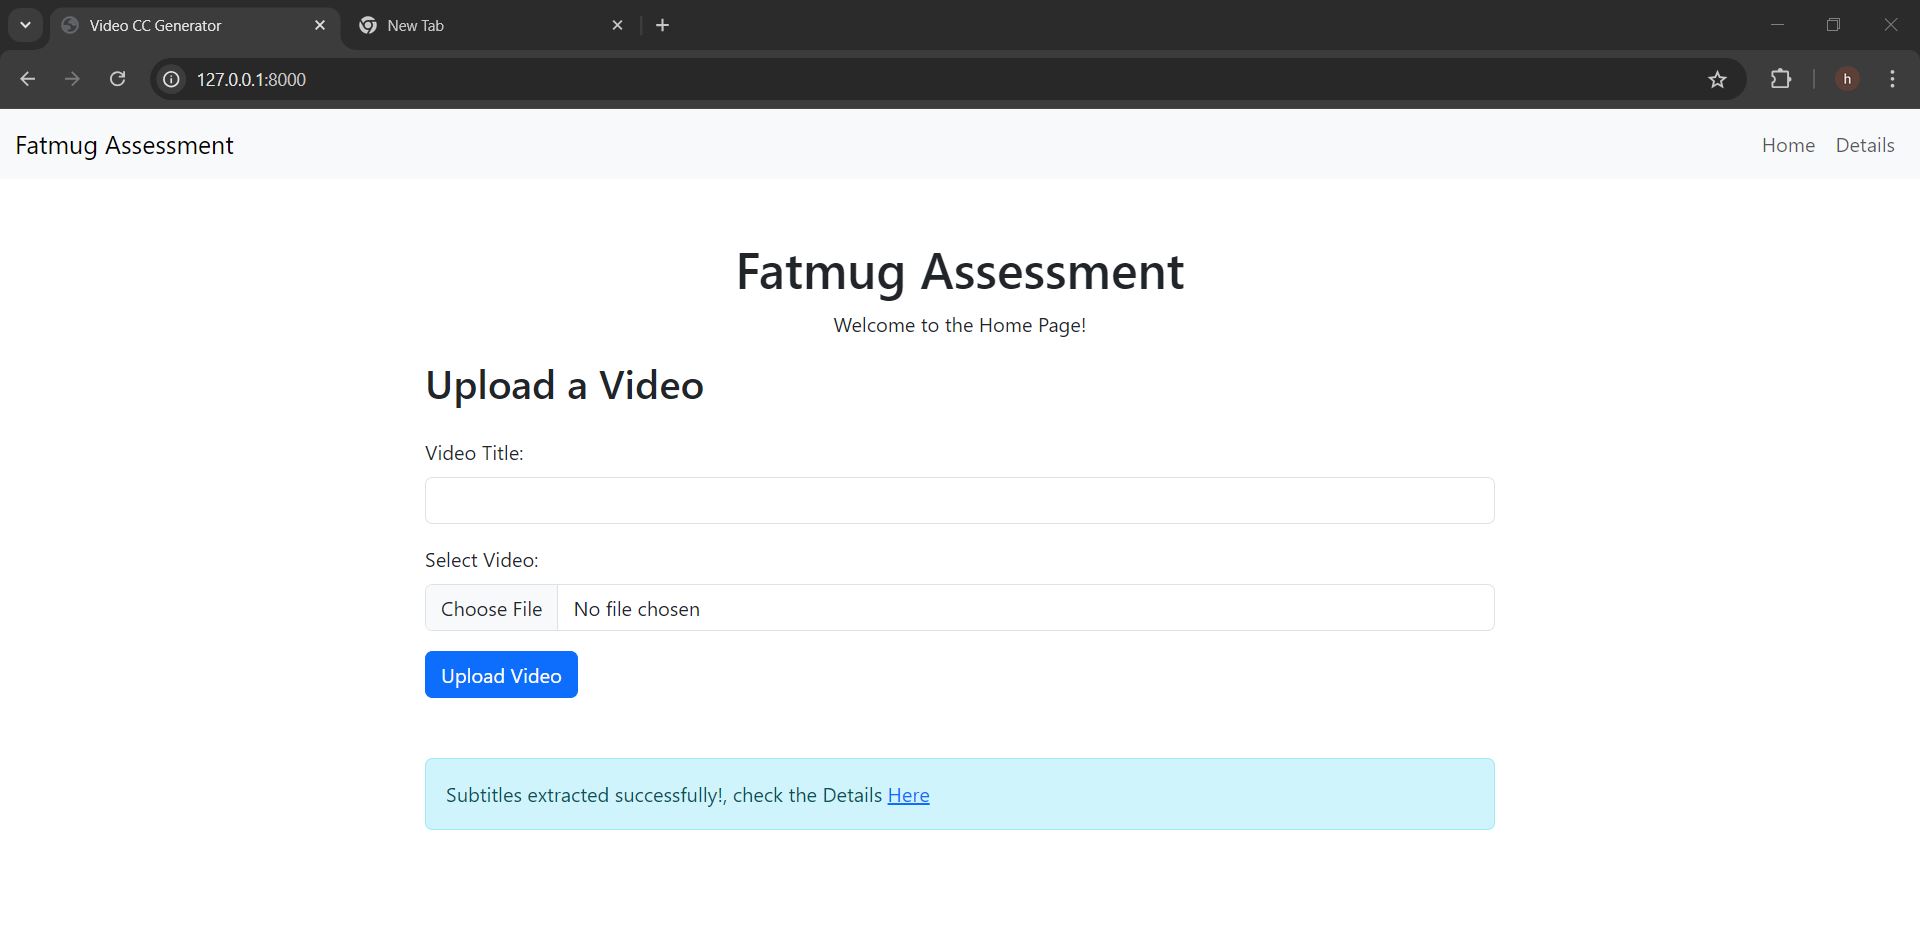 Video CC Generator
New Tab
127.0.0.1:8000
h
Fatmug Assessment
Home Details
Fatmug Assessment
Welcome to the Home Page!
Upload a Video
Video Title:
Select Video:
Choose File No file chosen
Upload Video
Subtitles extracted successfully!, check the Details Here